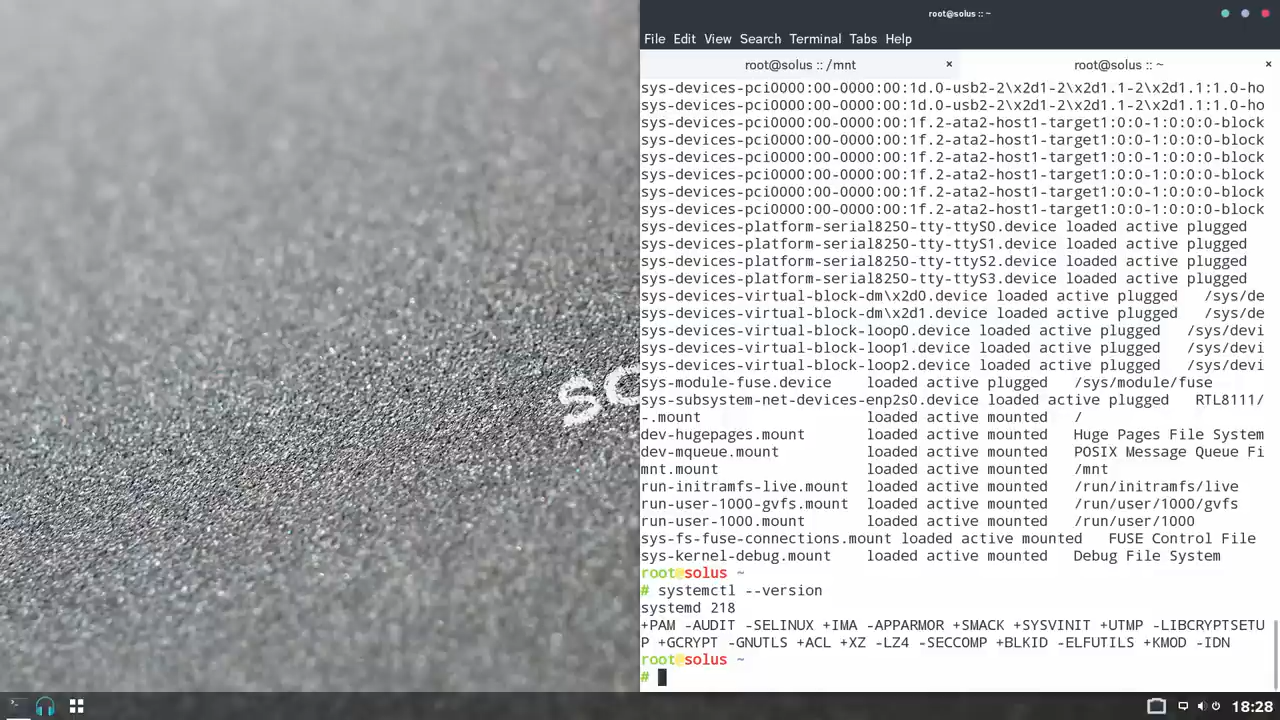 root@solus :: ~
File Edit View Search Terminal Tabs Help
root@solus :: /mnt × root@solus :: ~ ×
sys-devices-pci0000:00-0000:00:1d.0-usb2-2\x2d1-2\x2d1.1-2\x2d1.1:1.0-ho
sys-devices-pci0000:00-0000:00:1d.0-usb2-2\x2d1-2\x2d1.1-2\x2d1.1:1.0-ho
sys-devices-pci0000:00-0000:00:1f.2-ata2-host1-target1:0:0-1:0:0:0-block
sys-devices-pci0000:00-0000:00:1f.2-ata2-host1-target1:0:0-1:0:0:0-block
sys-devices-pci0000:00-0000:00:1f.2-ata2-host1-target1:0:0-1:0:0:0-block
sys-devices-pci0000:00-0000:00:1f.2-ata2-host1-target1:0:0-1:0:0:0-block
sys-devices-pci0000:00-0000:00:1f.2-ata2-host1-target1:0:0-1:0:0:0-block
sys-devices-pci0000:00-0000:00:1f.2-ata2-host1-target1:0:0-1:0:0:0-block
sys-devices-platform-serial8250-tty-ttyS0.device loaded active plugged
sys-devices-platform-serial8250-tty-ttyS1.device loaded active plugged
sys-devices-platform-serial8250-tty-ttyS2.device loaded active plugged
sys-devices-platform-serial8250-tty-ttyS3.device loaded active plugged
sys-devices-virtual-block-dm\x2d0.device loaded active plugged /sys/de
sys-devices-virtual-block-dm\x2d1.device loaded active plugged /sys/de
sys-devices-virtual-block-loop0.device loaded active plugged /sys/devi
sys-devices-virtual-block-loop1.device loaded active plugged /sys/devi
sys-devices-virtual-block-loop2.device loaded active plugged /sys/devi
sys-module-fuse.device loaded active plugged /sys/module/fuse
sys-subsystem-net-devices-enp2s0.device loaded active plugged RTL8111/
-.mount loaded active mounted /
dev-hugepages.mount loaded active mounted Huge Pages File System
dev-mqueue.mount loaded active mounted POSIX Message Queue Fi
mnt.mount loaded active mounted /mnt
run-initramfs-live.mount loaded active mounted /run/initramfs/live
run-user-1000-gvfs.mount loaded active mounted /run/user/1000/gvfs
run-user-1000.mount loaded active mounted /run/user/1000
sys-fs-fuse-connections.mount loaded active mounted FUSE Control File
sys-kernel-debug.mount loaded active mounted Debug File System
root@solus ~
# systemctl --version
systemd 218
+PAM -AUDIT -SELINUX +IMA -APPARMOR +SMACK +SYSVINIT +UTMP -LIBCRYPTSETU
P +GCRYPT -GNUTLS +ACL +XZ -LZ4 -SECCOMP +BLKID -ELFUTILS +KMOD -IDN
root@solus ~
#
SO
18:28